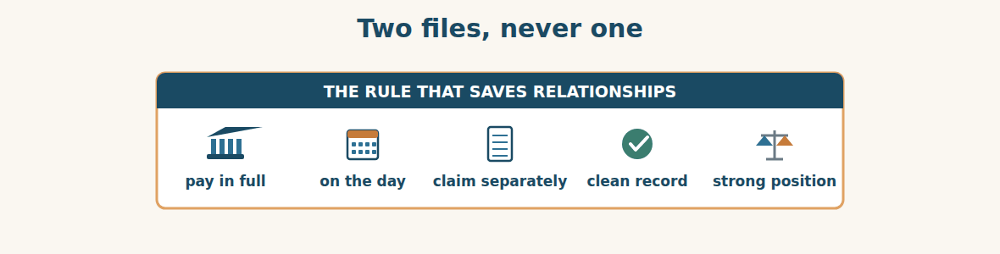 Two files, never one
THE RULE THAT SAVES RELATIONSHIPS
pay in full
on the day
claim separately
clean record
strong position